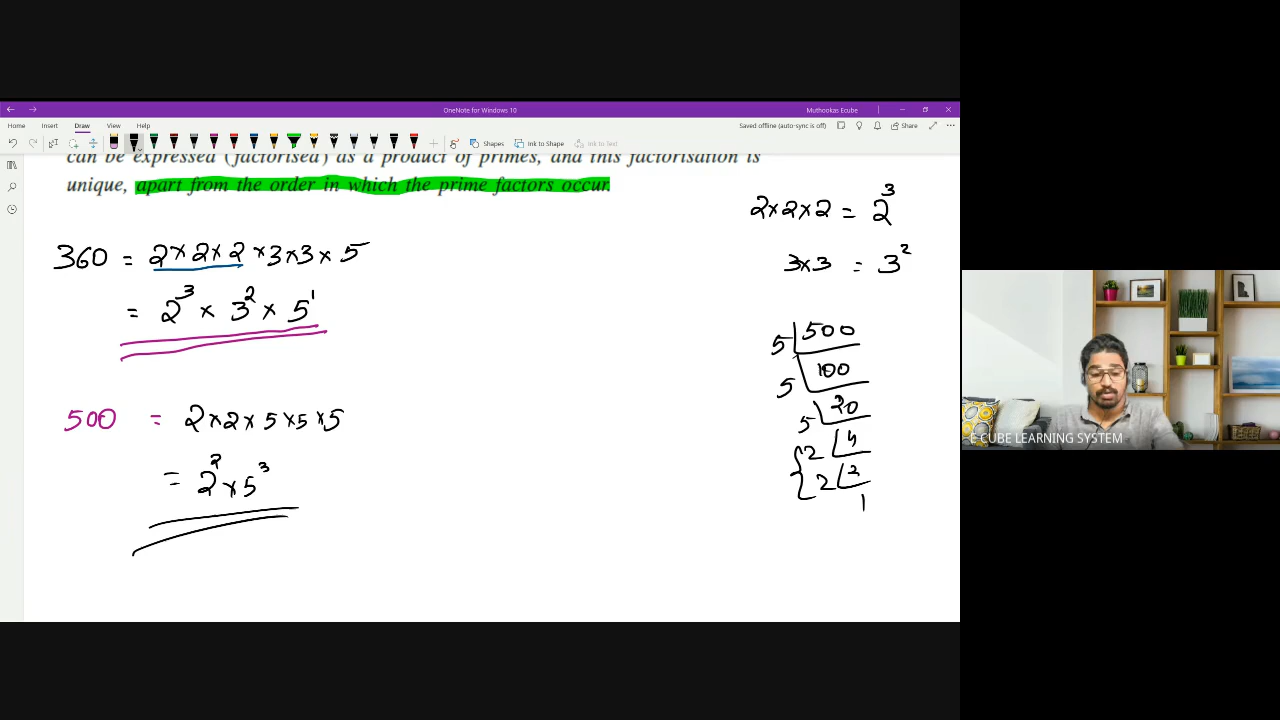 OneNote for Windows 10
Muthookas Ecube
Home Insert Draw View Help
Saved offline (auto-sync is off)
Share
Shapes
Ink to Shape
Ink to Text
can be expressed (factorised) as a product of primes, and this factorisation is
unique, apart from the order in which the prime factors occur.
360 = 2 × 2 × 2 × 3 × 3 × 5
= 2³ × 3² × 5¹
500 = 2 × 2 × 5 × 5 × 5
= 2² × 5³
2 × 2 × 2 = 2³
3 × 3 = 3²
5 | 500
5 | 100
5 | 20
2 | 4
2 | 2
1
E CUBE LEARNING SYSTEM